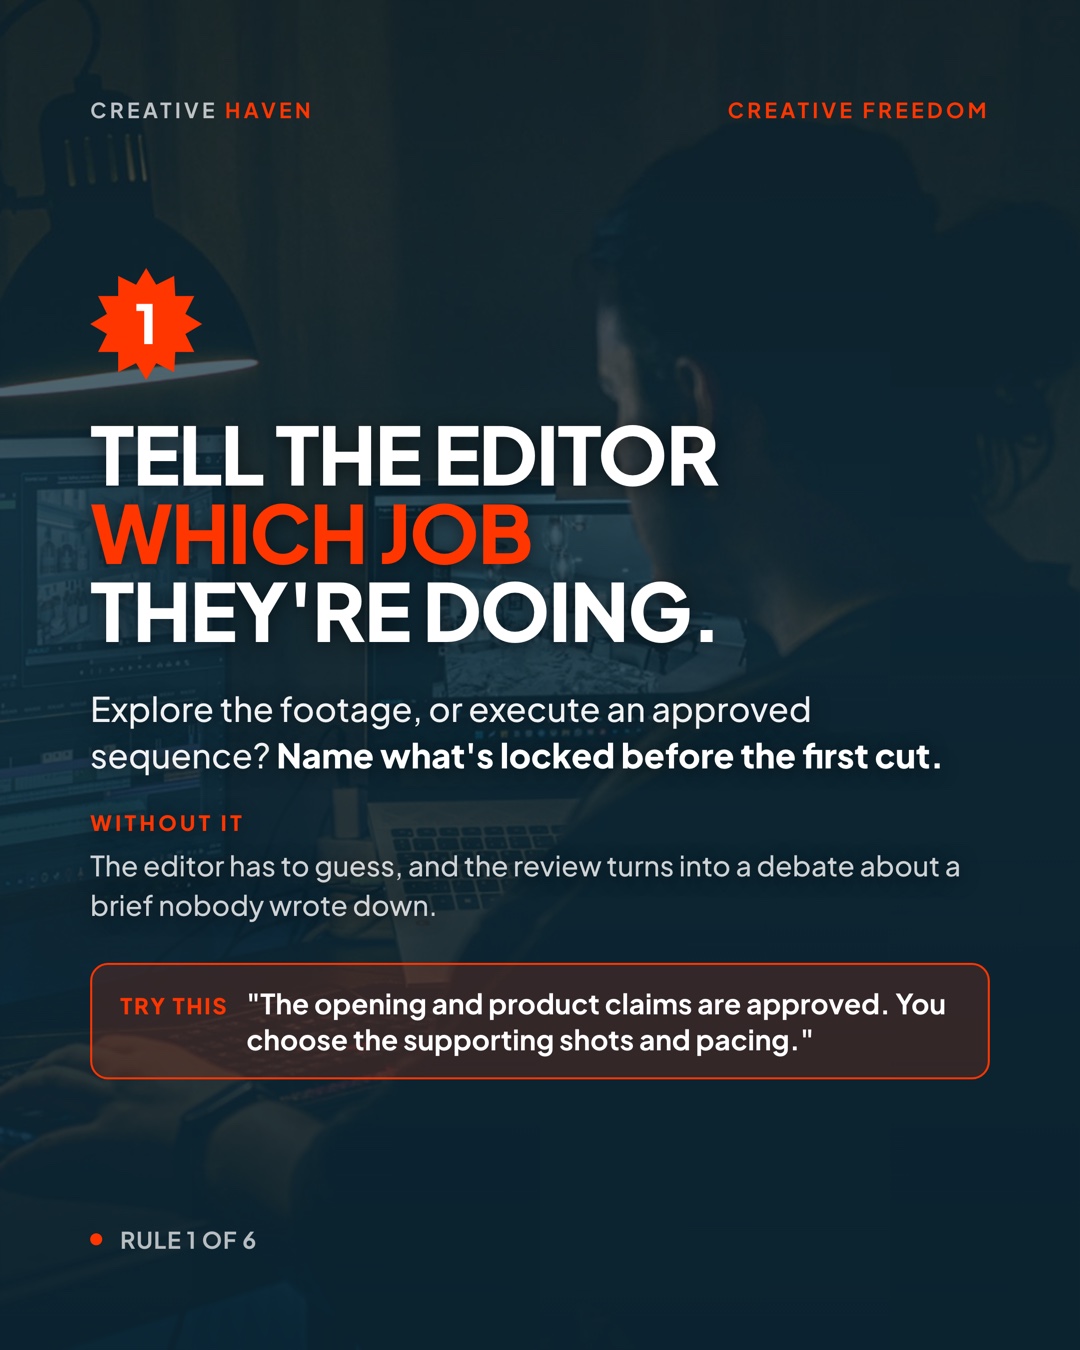 CREATIVE HAVEN
CREATIVE FREEDOM
1
TELL THE EDITOR
WHICH JOB
THEY'RE DOING.
Explore the footage, or execute an approved
sequence? Name what's locked before the first cut.
WITHOUT IT
The editor has to guess, and the review turns into a debate about a
brief nobody wrote down.
TRY THIS "The opening and product claims are approved. You
choose the supporting shots and pacing."
RULE 1 OF 6